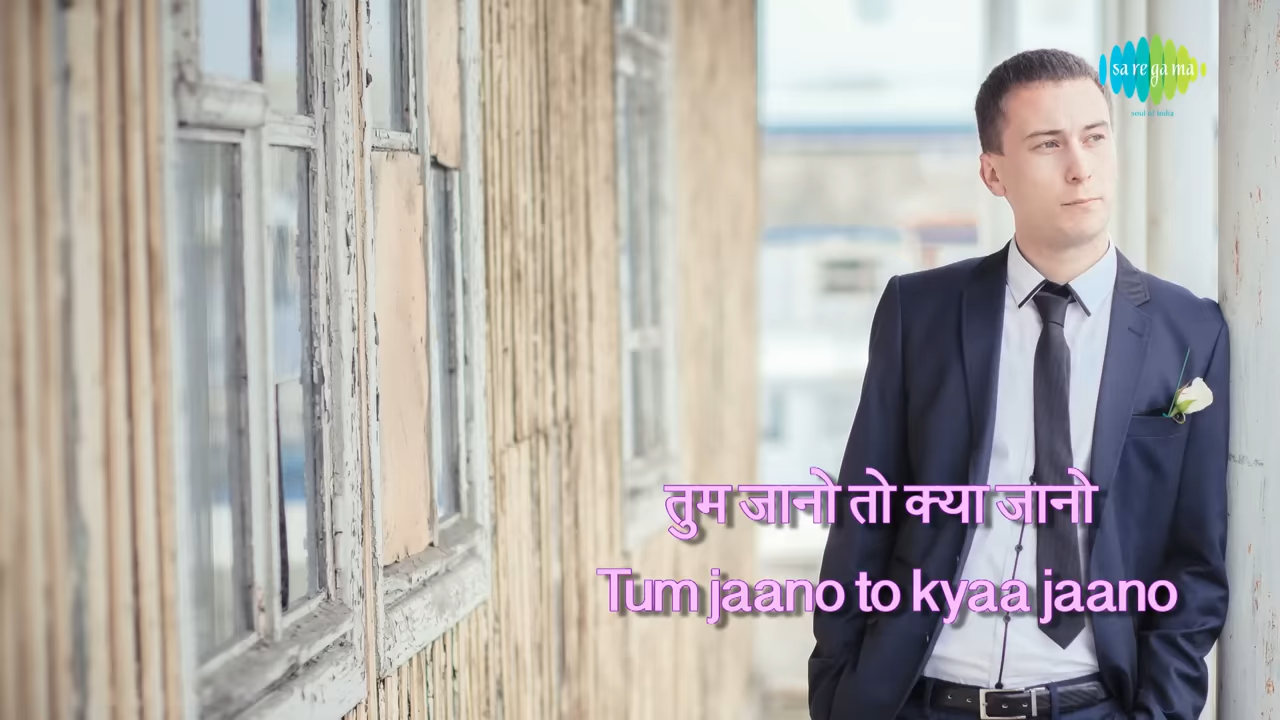 sa re ga ma
soul of india
तुम जानो तो क्या जानो
Tum jaano to kyaa jaano